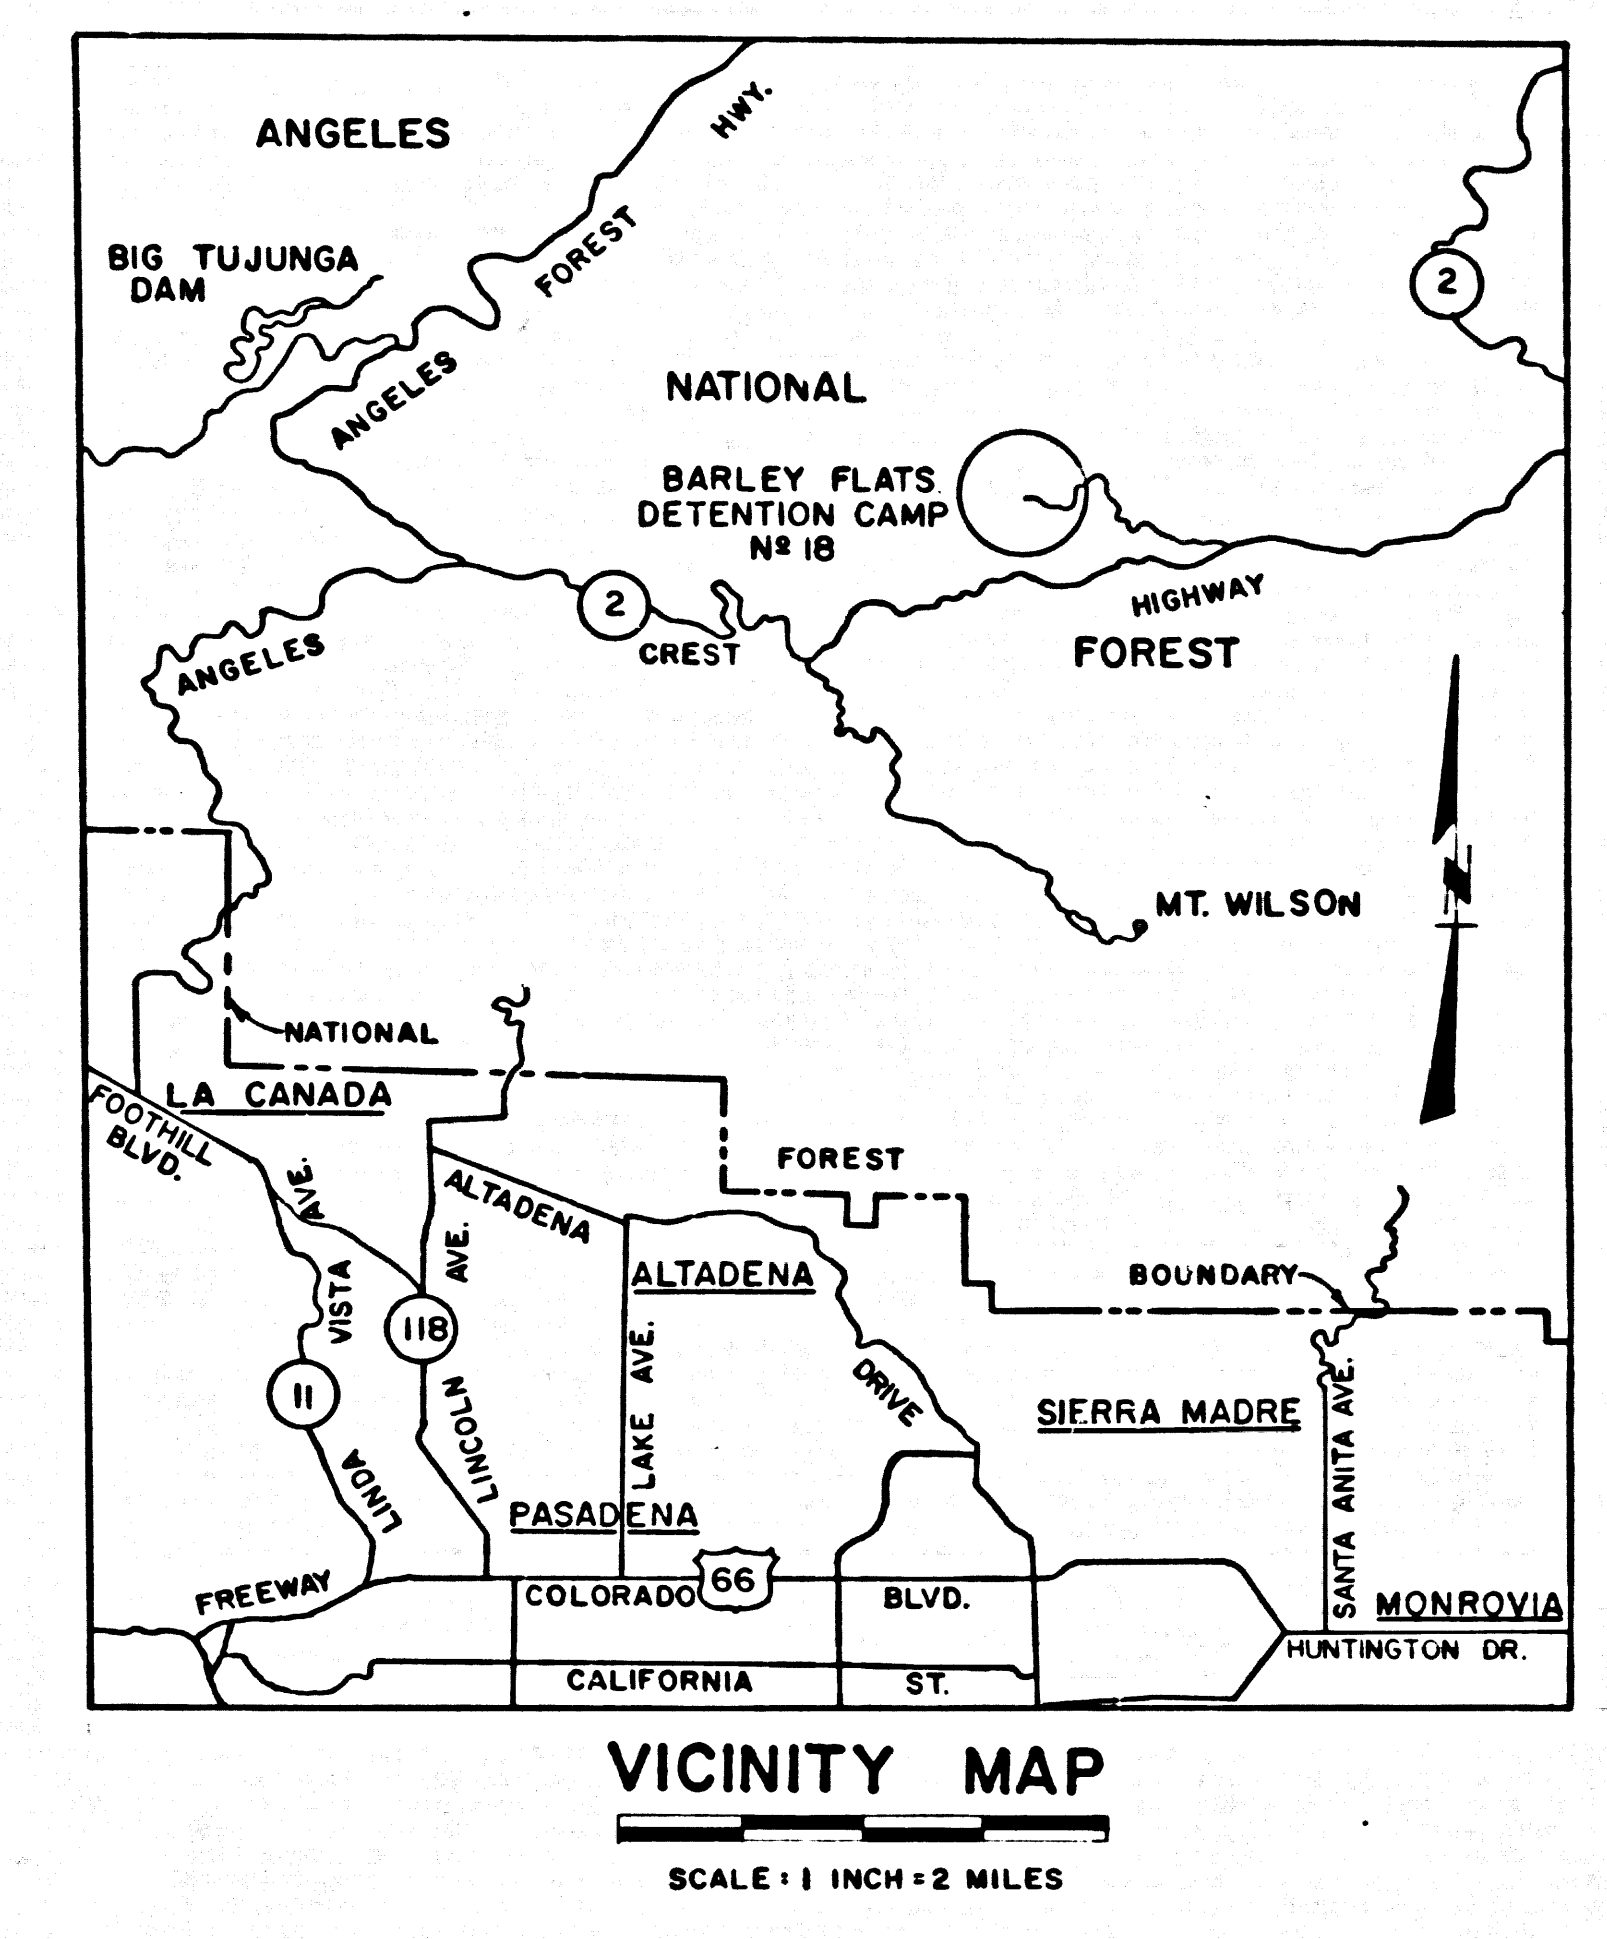 ANGELES
HWY.
FOREST
ANGELES
BIG TUJUNGA
DAM
2
NATIONAL
BARLEY FLATS
DETENTION CAMP
Nº 18
2
CREST
HIGHWAY
FOREST
ANGELES
MT. WILSON
N
NATIONAL
LA CANADA
FOOTHILL
BLVD.
FOREST
ALTADENA
AVE.
AVE.
VISTA
ALTADENA
BOUNDARY
118
11
LAKE AVE.
DRIVE
SIERRA MADRE
SANTA ANITA AVE.
LINCOLN
LINDA
PASADENA
FREEWAY
COLORADO
66
BLVD.
MONROVIA
HUNTINGTON DR.
CALIFORNIA
ST.
VICINITY MAP
SCALE: 1 INCH = 2 MILES